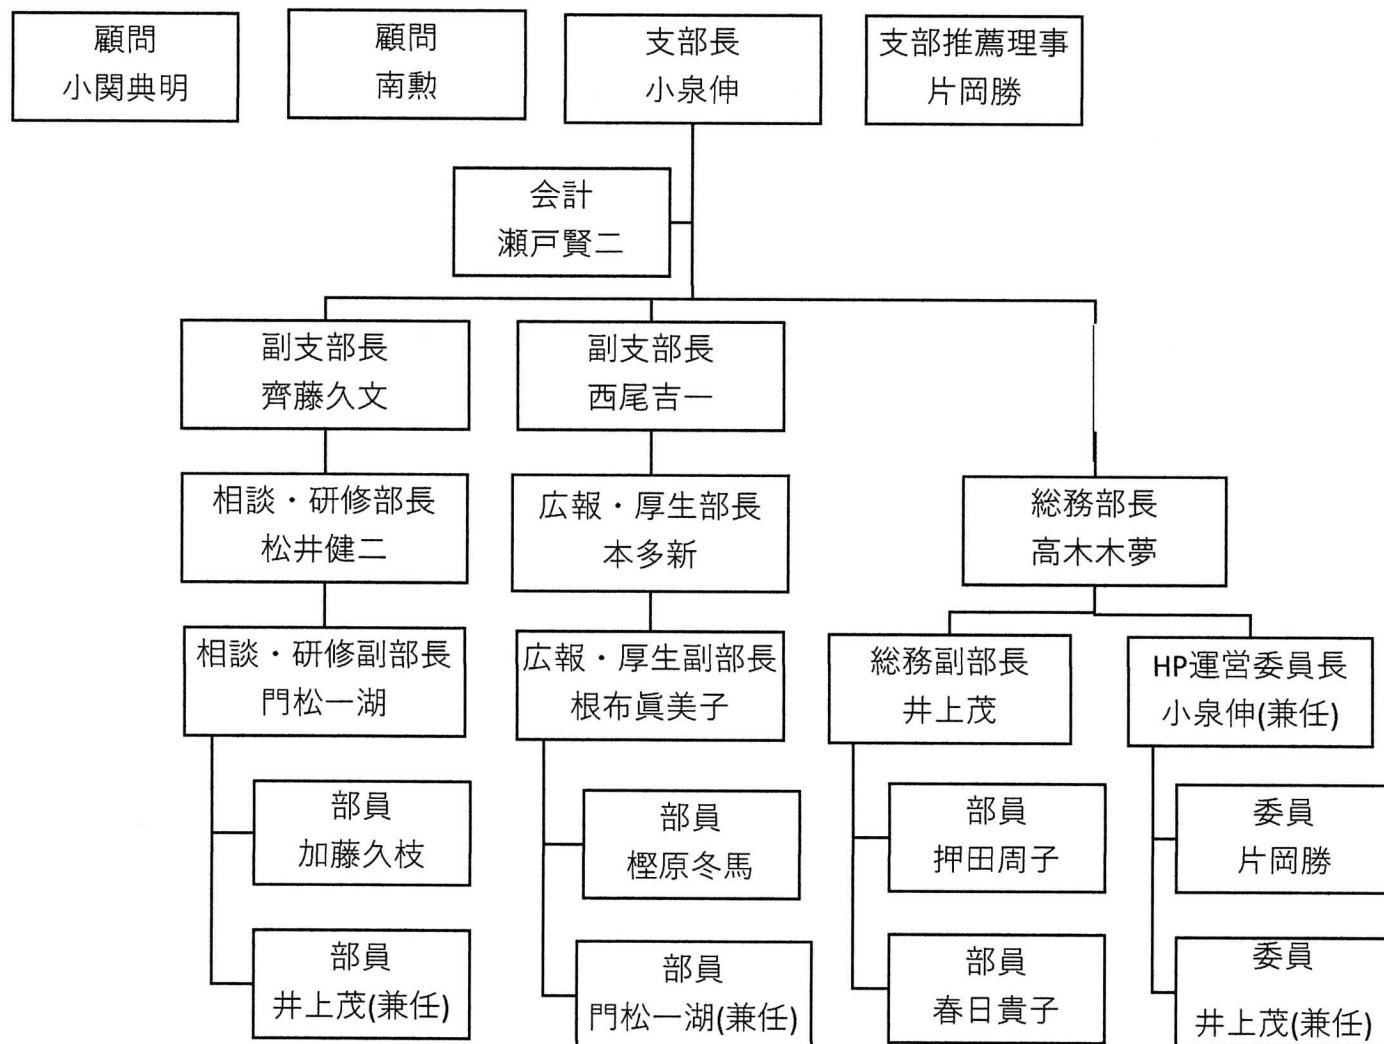 顧問
小関典明
顧問
南勲
支部長
小泉伸
支部推薦理事
片岡勝
会計
瀬戸賢二
副支部長
齊藤久文
副支部長
西尾吉一
相談・研修部長
松井健二
広報・厚生部長
本多新
総務部長
高木木夢
相談・研修副部長
門松一湖
広報・厚生副部長
根布眞美子
総務副部長
井上茂
HP運営委員長
小泉伸(兼任)
部員
加藤久枝
部員
樫原冬馬
部員
押田周子
委員
片岡勝
部員
井上茂(兼任)
部員
門松一湖(兼任)
部員
春日貴子
委員
井上茂(兼任)